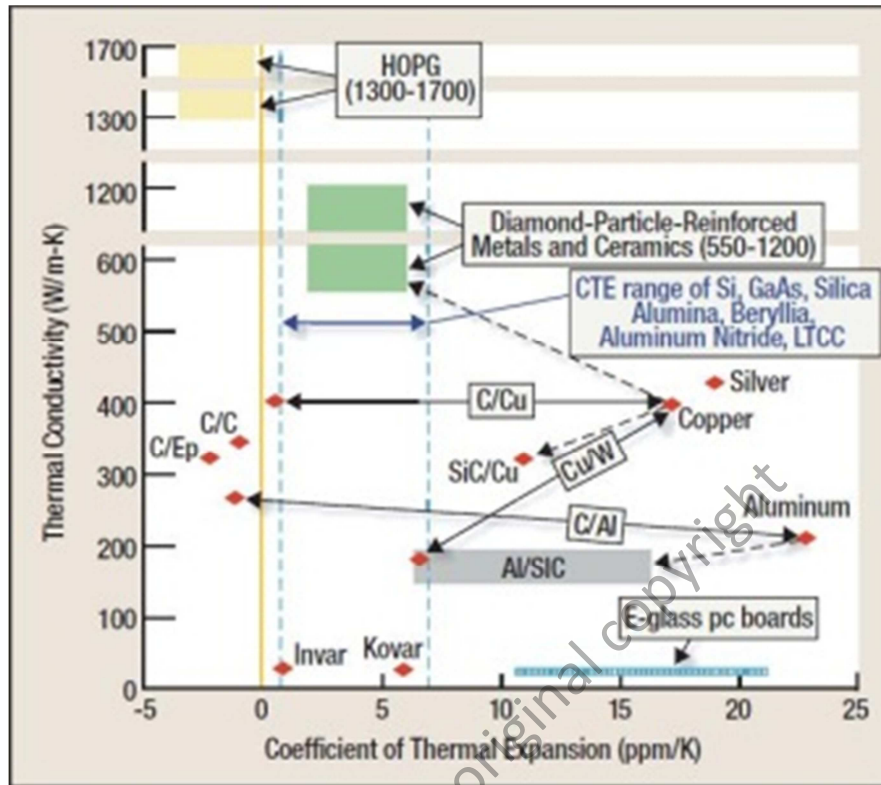 1700
1300
1200
600
500
400
300
200
100
0
Thermal Conductivity (W/m-K)
HOPG
(1300-1700)
Diamond-Particle-Reinforced
Metals and Ceramics (550-1200)
CTE range of Si, GaAs, Silica
Alumina, Beryllia,
Aluminum Nitride, LTCC
Silver
C/Cu
Copper
C/C
C/Ep
SiC/Cu
Cu/W
Aluminum
C/Al
Al/SIC
E-glass pc boards
Invar
Kovar
-5
0
5
10
15
20
25
Coefficient of Thermal Expansion (ppm/K)
original copyright